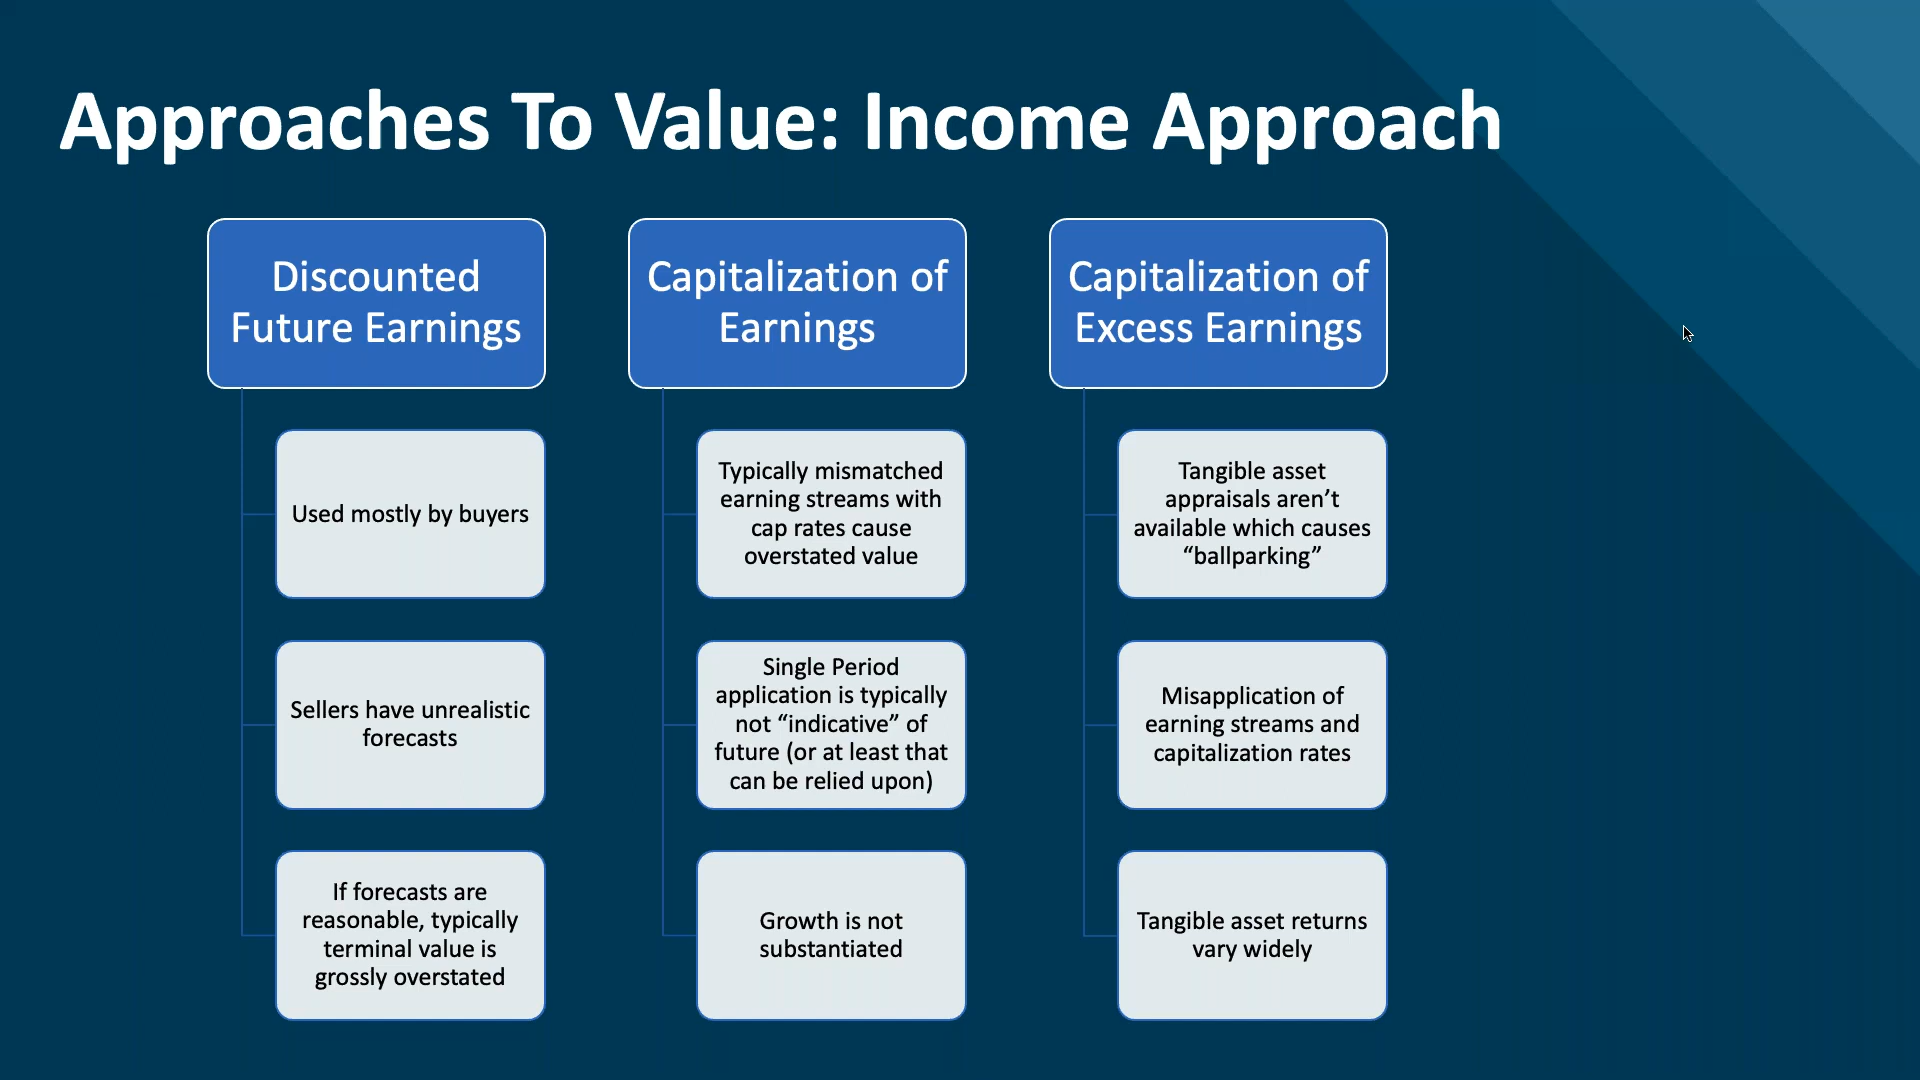 Approaches To Value: Income Approach
Discounted
Future Earnings
Used mostly by buyers
Sellers have unrealistic
forecasts
If forecasts are
reasonable, typically
terminal value is
grossly overstated
Capitalization of
Earnings
Typically mismatched
earning streams with
cap rates cause
overstated value
Single Period
application is typically
not “indicative” of
future (or at least that
can be relied upon)
Growth is not
substantiated
Capitalization of
Excess Earnings
Tangible asset
appraisals aren’t
available which causes
“ballparking”
Misapplication of
earning streams and
capitalization rates
Tangible asset returns
vary widely